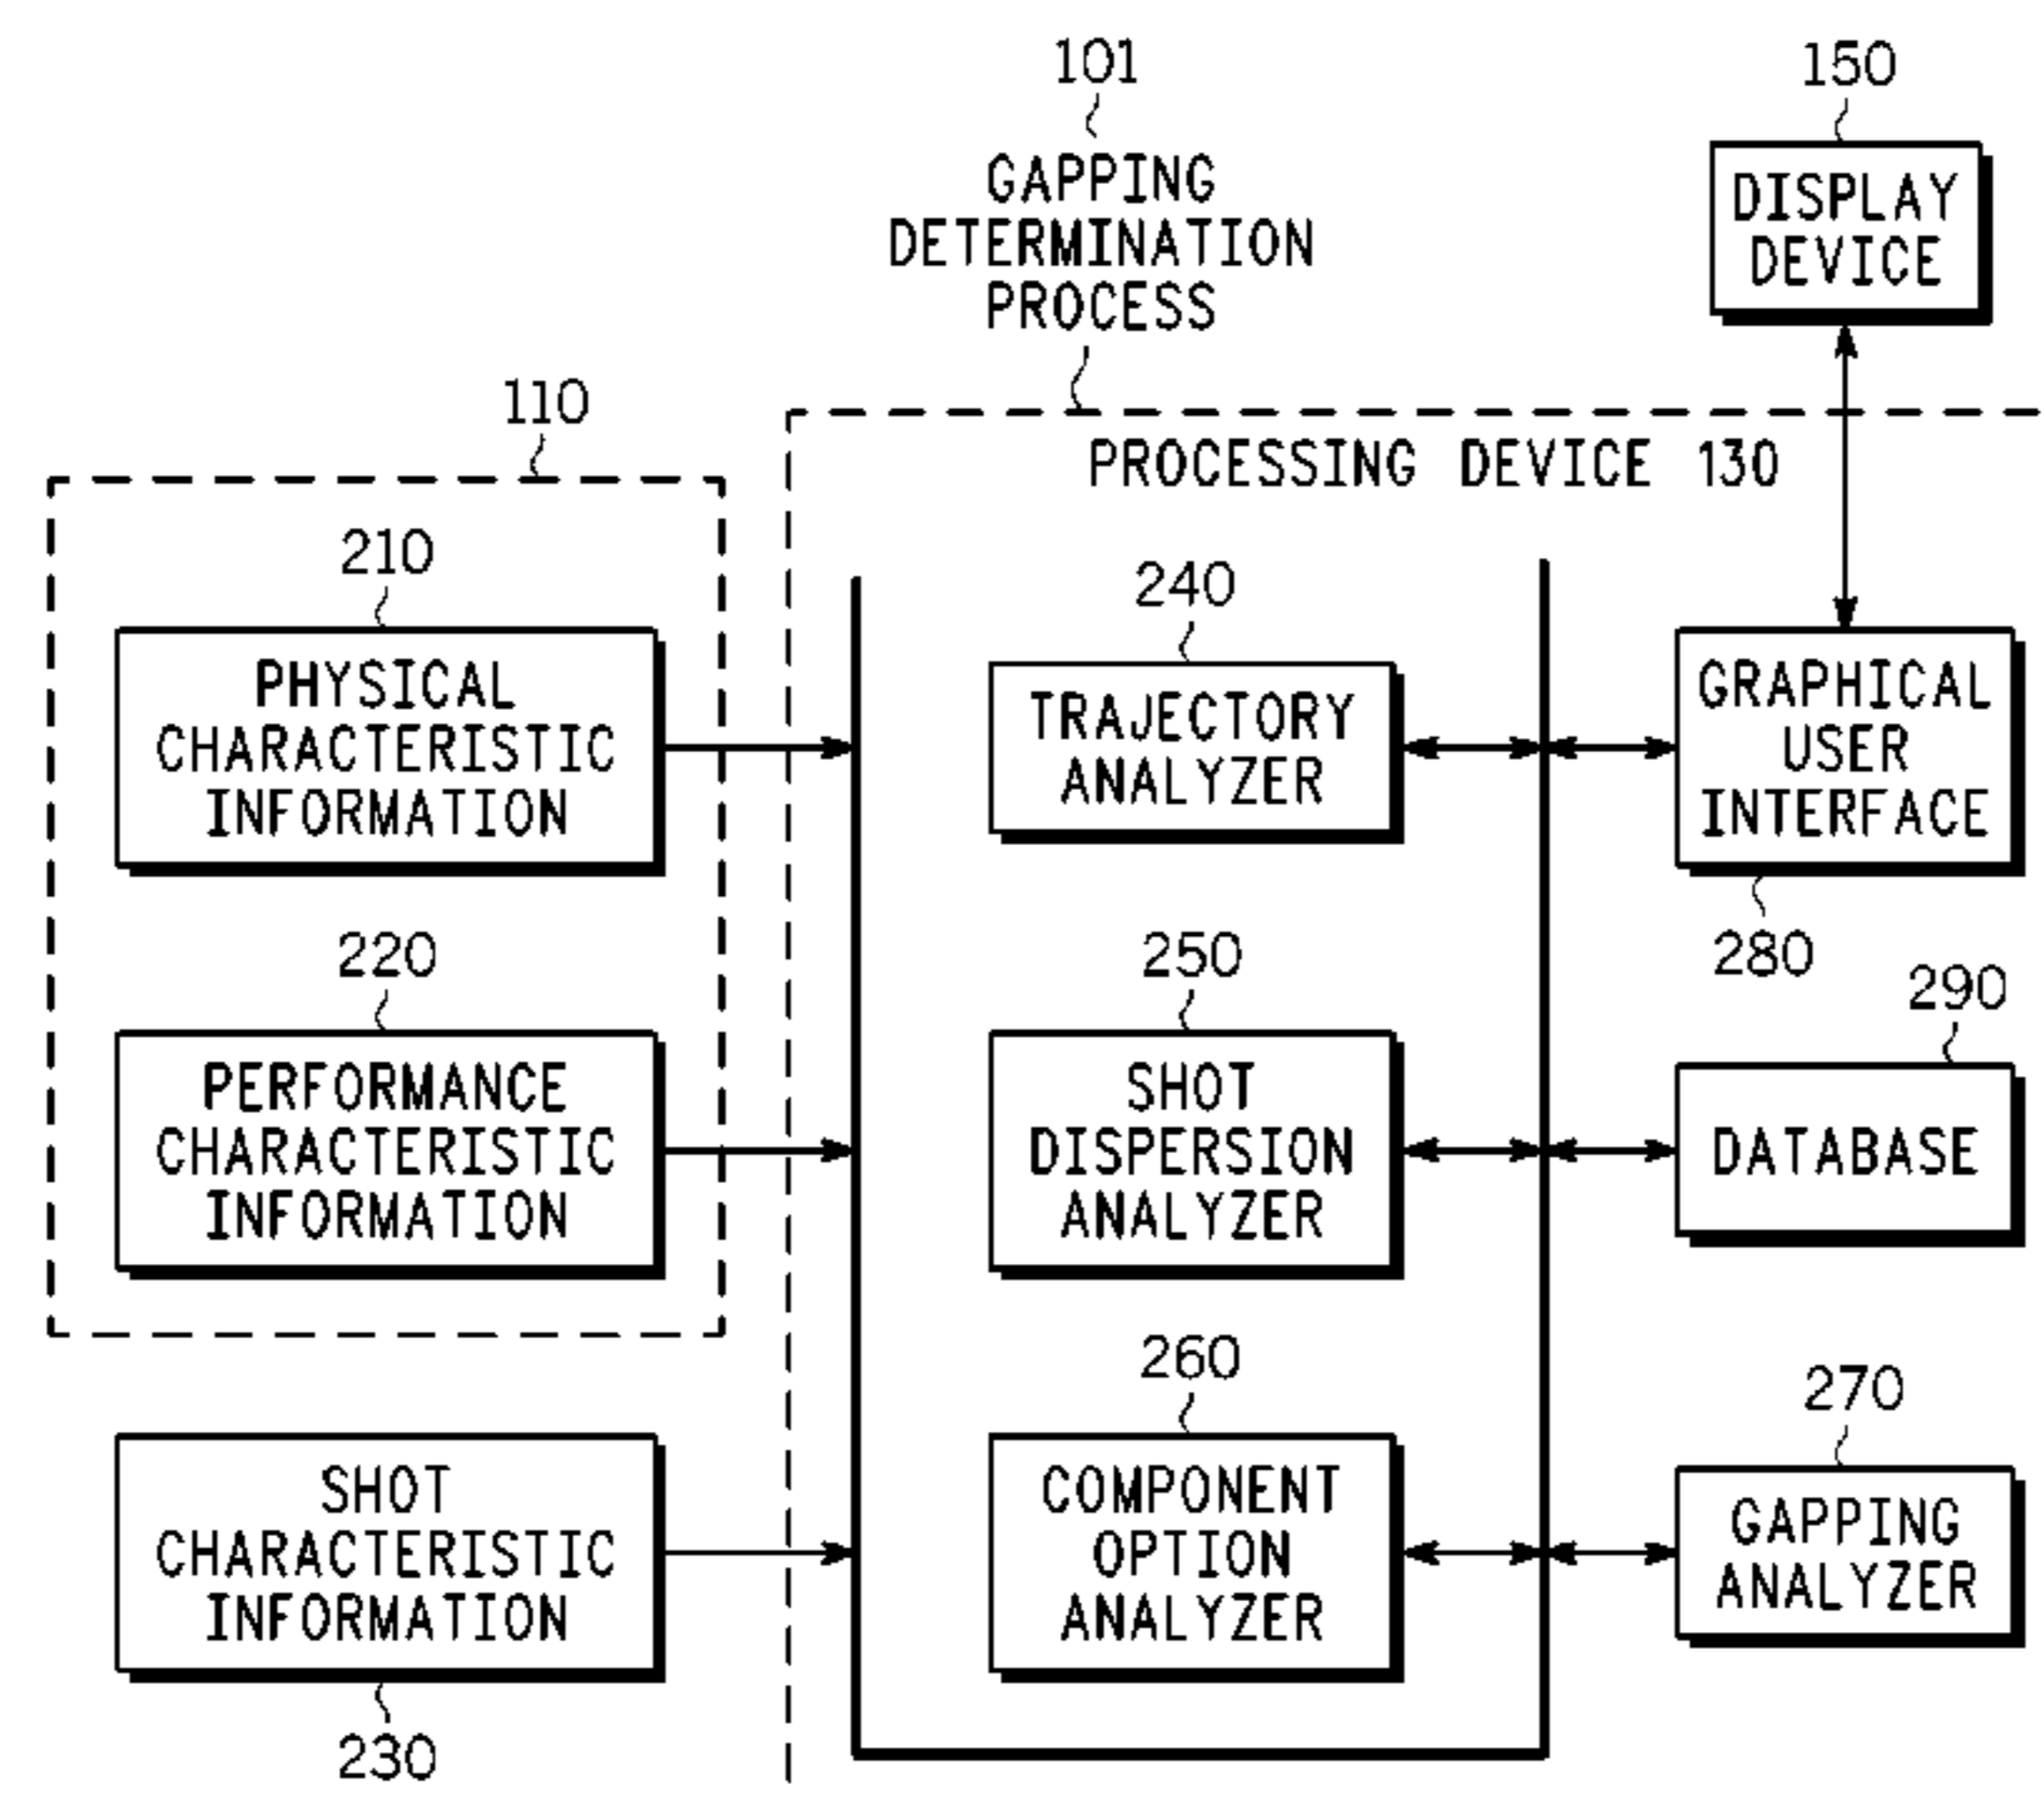 101
GAPPING
DETERMINATION
PROCESS
150
DISPLAY
DEVICE
110
PROCESSING DEVICE 130
210
PHYSICAL
CHARACTERISTIC
INFORMATION
240
TRAJECTORY
ANALYZER
GRAPHICAL
USER
INTERFACE
280
220
PERFORMANCE
CHARACTERISTIC
INFORMATION
250
SHOT
DISPERSION
ANALYZER
290
DATABASE
SHOT
CHARACTERISTIC
INFORMATION
230
260
COMPONENT
OPTION
ANALYZER
270
GAPPING
ANALYZER